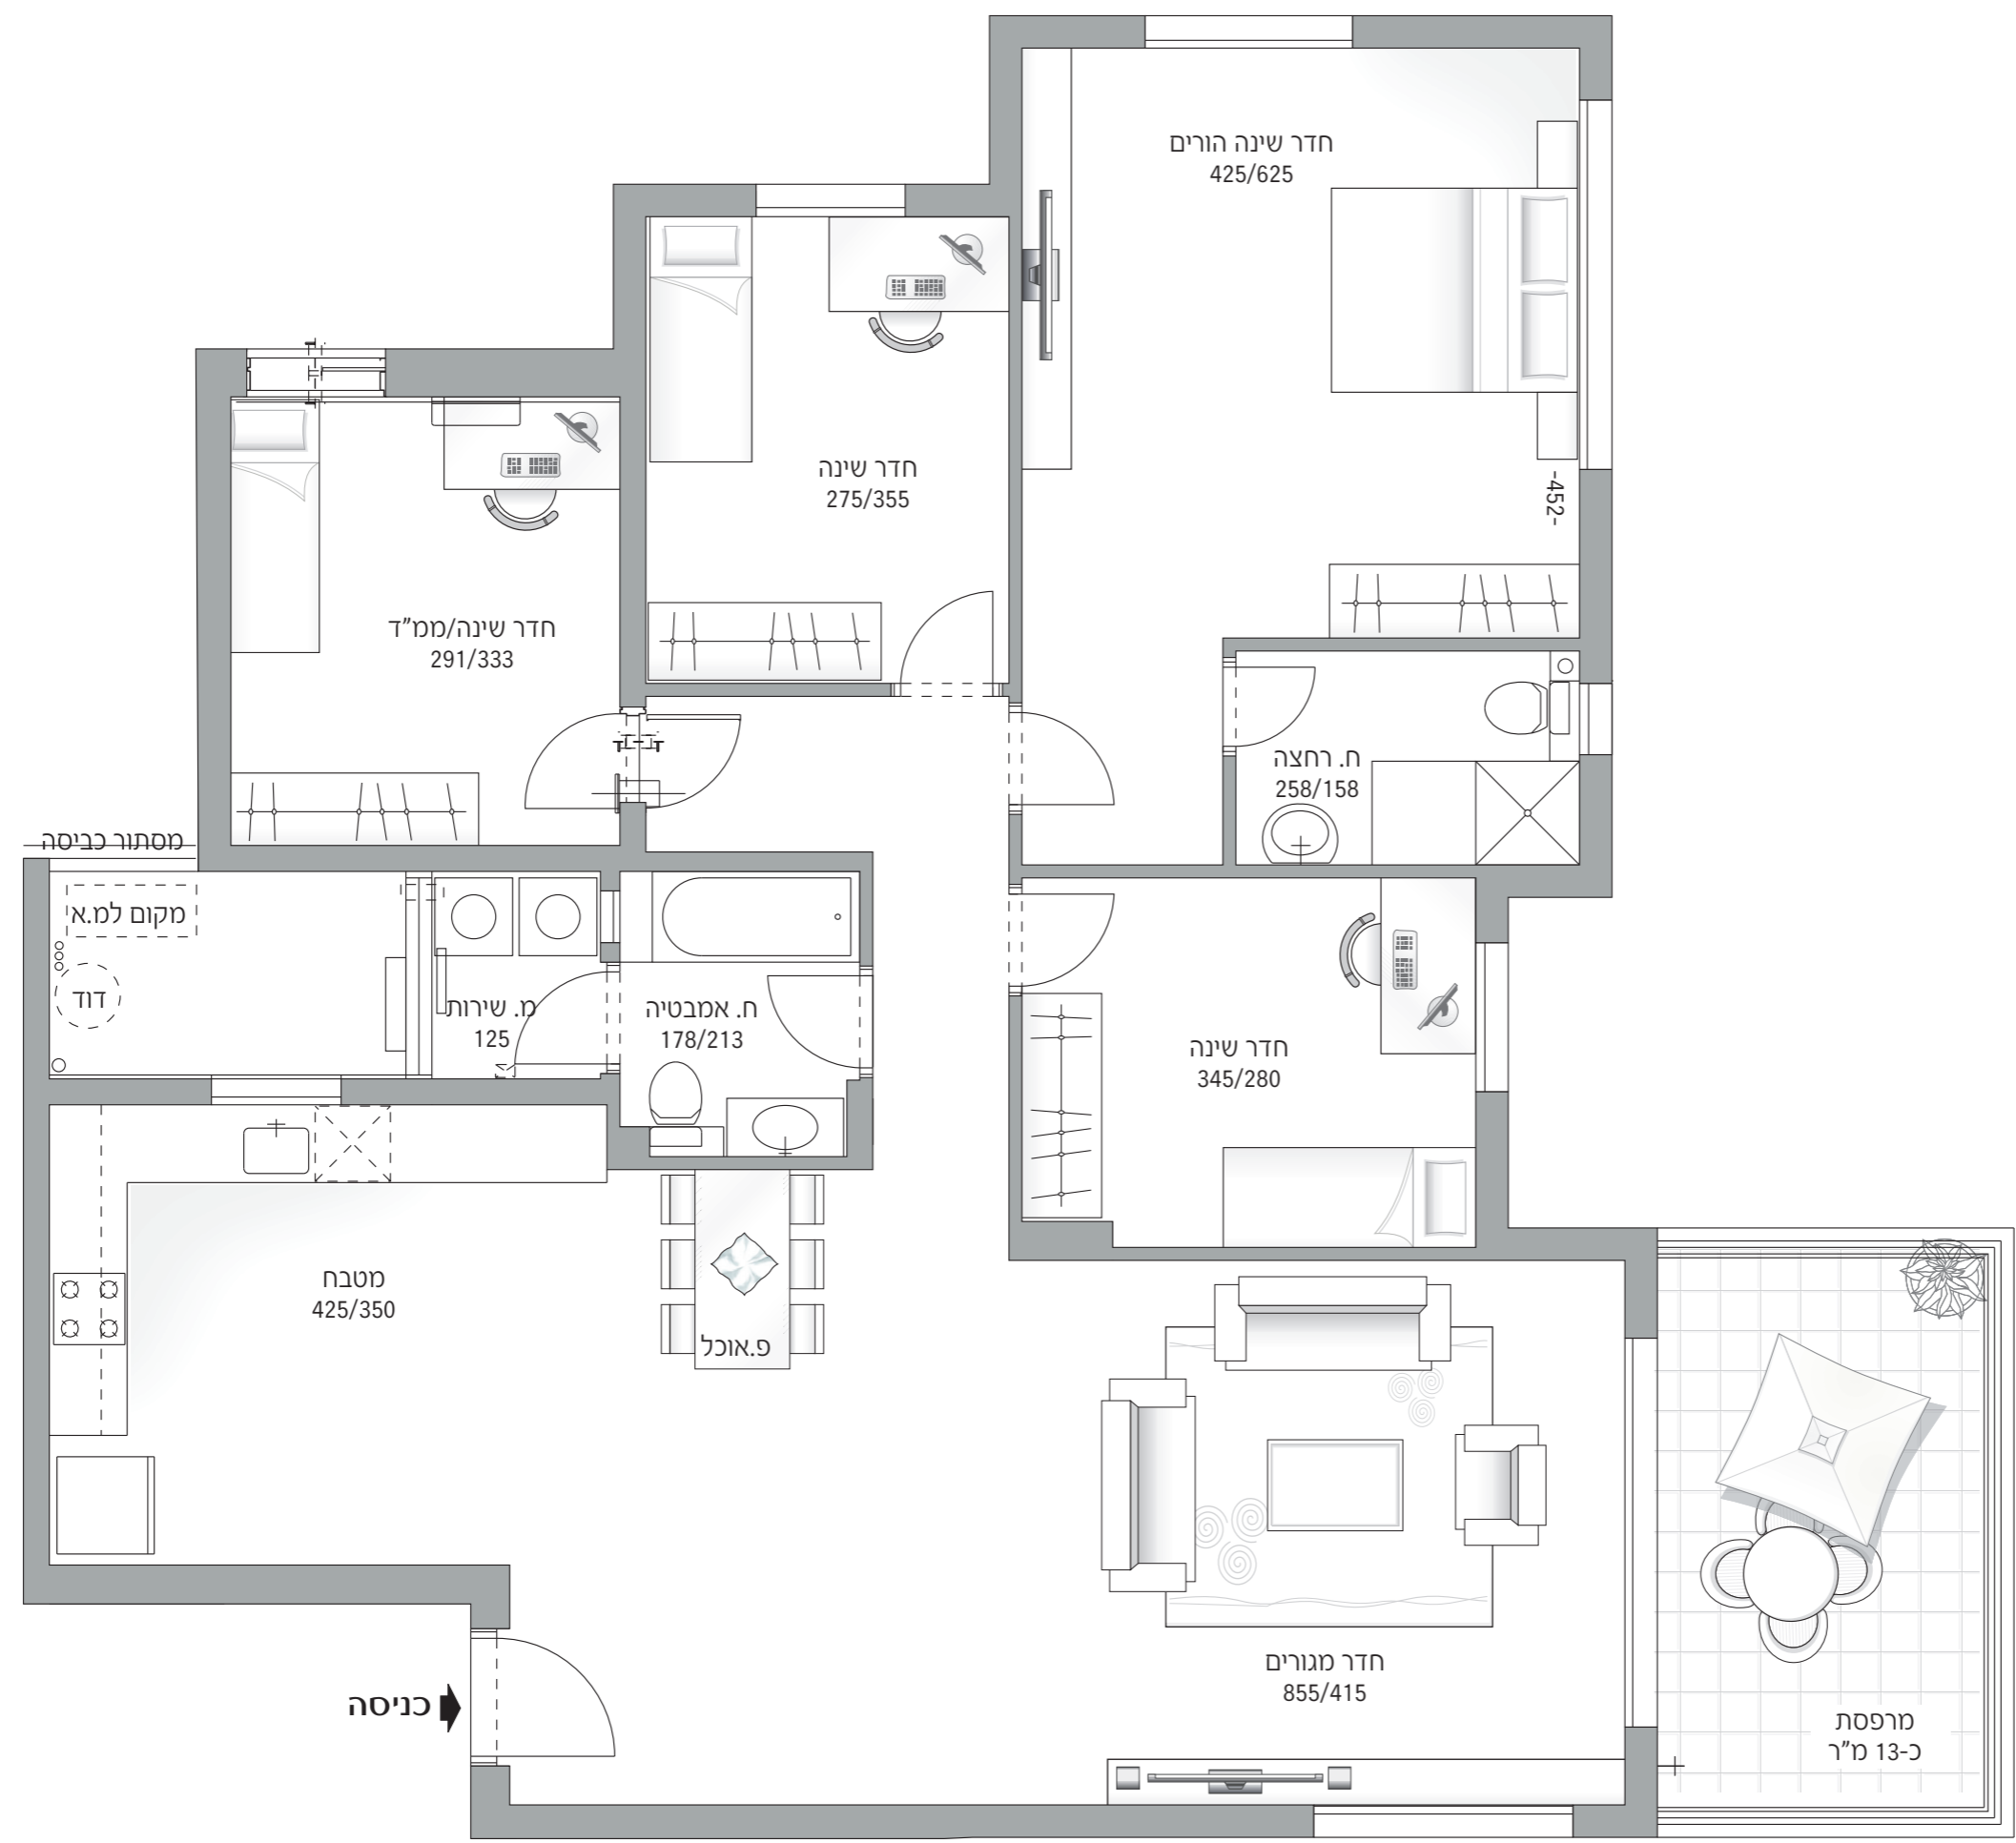 חדר שינה הורים
425/625
-452-
חדר שינה
275/355
חדר שינה/ממ"ד
291/333
ח. רחצה
258/158
מסתור כביסה
מקום למ.א
דוד
מ. שירות
125
ח. אמבטיה
178/213
חדר שינה
345/280
מטבח
425/350
פ.אוכל
חדר מגורים
855/415
כניסה
מרפסת
כ-13 מ"ר